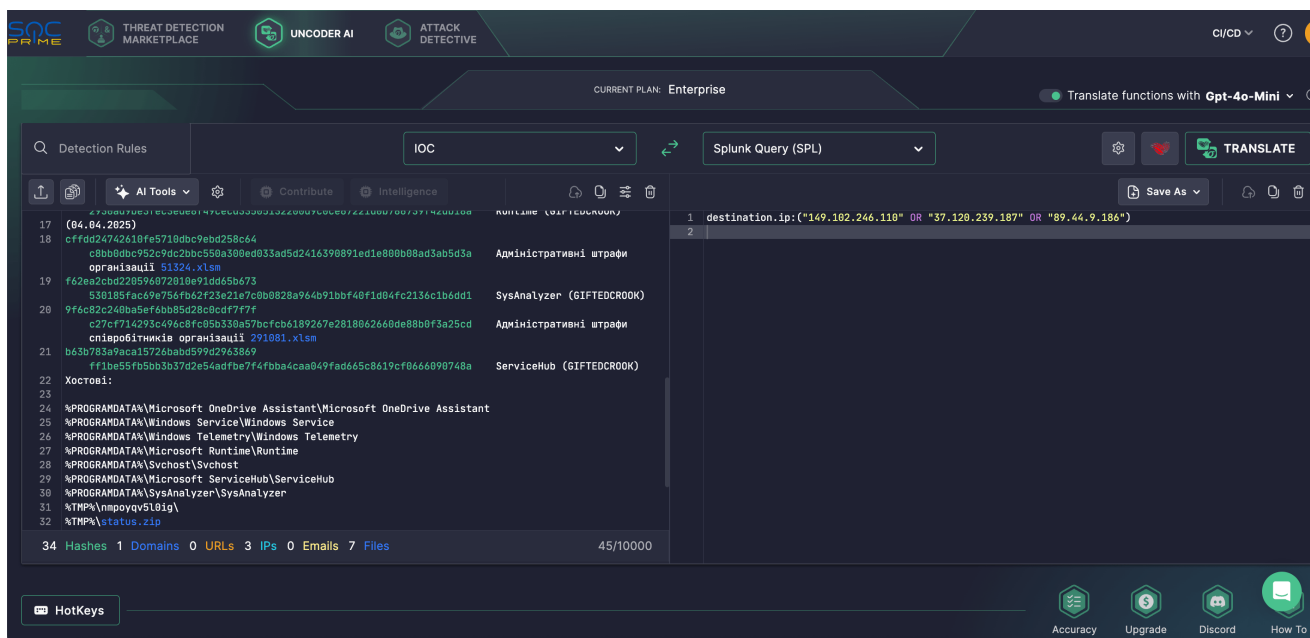 SOC PRIME
THREAT DETECTION MARKETPLACE
UNCODER AI
ATTACK DETECTIVE
CI/CD
?
CURRENT PLAN: Enterprise
Translate functions with Gpt-4o-Mini
Detection Rules
IOC
Splunk Query (SPL)
TRANSLATE
AI Tools
Contribute
Intelligence
Save As
17 (04.04.2025)
18 cffdd24742610fe5710dbc9ebd258c64
c8bb0dbc952c9dc2bbc550a300ed033ad5d2416390891ed1e800b08ad3ab5d3a Адміністративні штрафи
організації 51324.xlsm
19 f62ea2cbd220596072010e91dd65b673
530185fac69e756fb62f23e21e7c0b0828a964b91bbf40f1d04fc2136c1b6dd1 SysAnalyzer (GIFTEDCROOK)
20 9f6c82c240ba5ef6bb85d28c0cdf7f7f
c27cf714293c496c8fc05b330a57bcfcb6189267e2818062660de88b0f3a25cd Адміністративні штрафи
співробітників організації 291081.xlsm
21 b63b783a9aca15726babd599d2963869
ff1be55fb5bb3b37d2e54adfbe7f4fbba4caa049fad665c8619cf0666090748a ServiceHub (GIFTEDCROOK)
22 Хостові:
23
24 %PROGRAMDATA%\Microsoft OneDrive Assistant\Microsoft OneDrive Assistant
25 %PROGRAMDATA%\Windows Service\Windows Service
26 %PROGRAMDATA%\Windows Telemetry\Windows Telemetry
27 %PROGRAMDATA%\Microsoft Runtime\Runtime
28 %PROGRAMDATA%\Svchost\Svchost
29 %PROGRAMDATA%\Microsoft ServiceHub\ServiceHub
30 %PROGRAMDATA%\SysAnalyzer\SysAnalyzer
31 %TMP%\nmpoyqv5l0ig\
32 %TMP%\status.zip
1 destination.ip:("149.102.246.110" OR "37.120.239.187" OR "89.44.9.186")
2
34 Hashes 1 Domains 0 URLs 3 IPs 0 Emails 7 Files
45/10000
HotKeys
Accuracy
Upgrade
Discord
How To